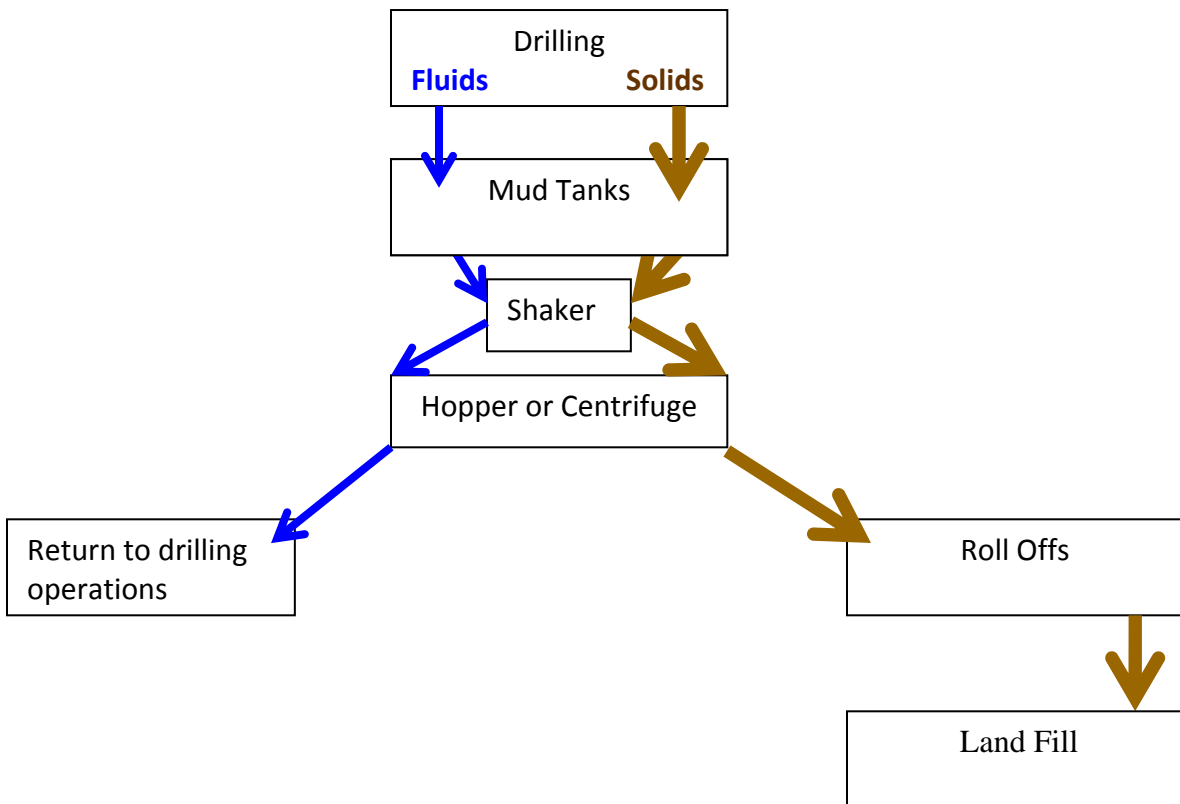 Drilling
Fluids Solids
Mud Tanks
Shaker
Hopper or Centrifuge
Return to drilling
operations
Roll Offs
Land Fill